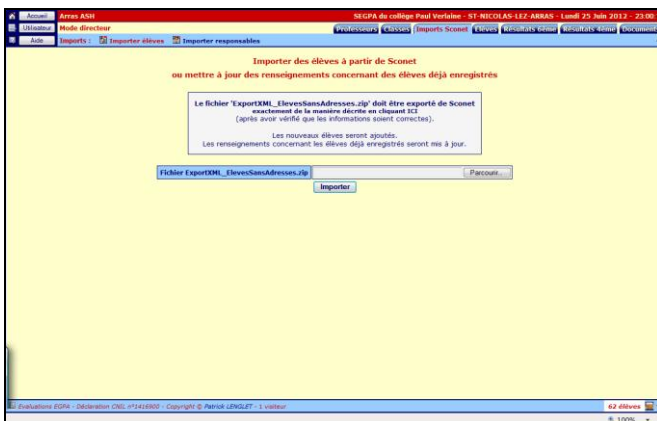 Accueil Arras ASH SEGPA du collège Paul Verlaine - ST-NICOLAS-LEZ-ARRAS - Lundi 25 Juin 2012 - 23:00
Utilisateur Mode directeur Professeurs Classes Imports Sconet Elèves Résultats 6ème Résultats 4ème Document
Aide Imports : Importer élèves Importer responsables
Importer des élèves à partir de Sconet
ou mettre à jour des renseignements concernant des élèves déjà enregistrés
Le fichier 'ExportXML_ElevesSansAdresses.zip' doit être exporté de Sconet
exactement de la manière décrite en cliquant ICI
(après avoir vérifié que les informations soient correctes).
Les nouveaux élèves seront ajoutés.
Les renseignements concernant les élèves déjà enregistrés seront mis à jour.
Fichier ExportXML_ElevesSansAdresses.zip Parcourir_
Importer
Evaluations EGPA - Déclaration CNIL n°1416900 - Copyright © Patrick LENGLET - 1 visiteur 62 élèves
100%